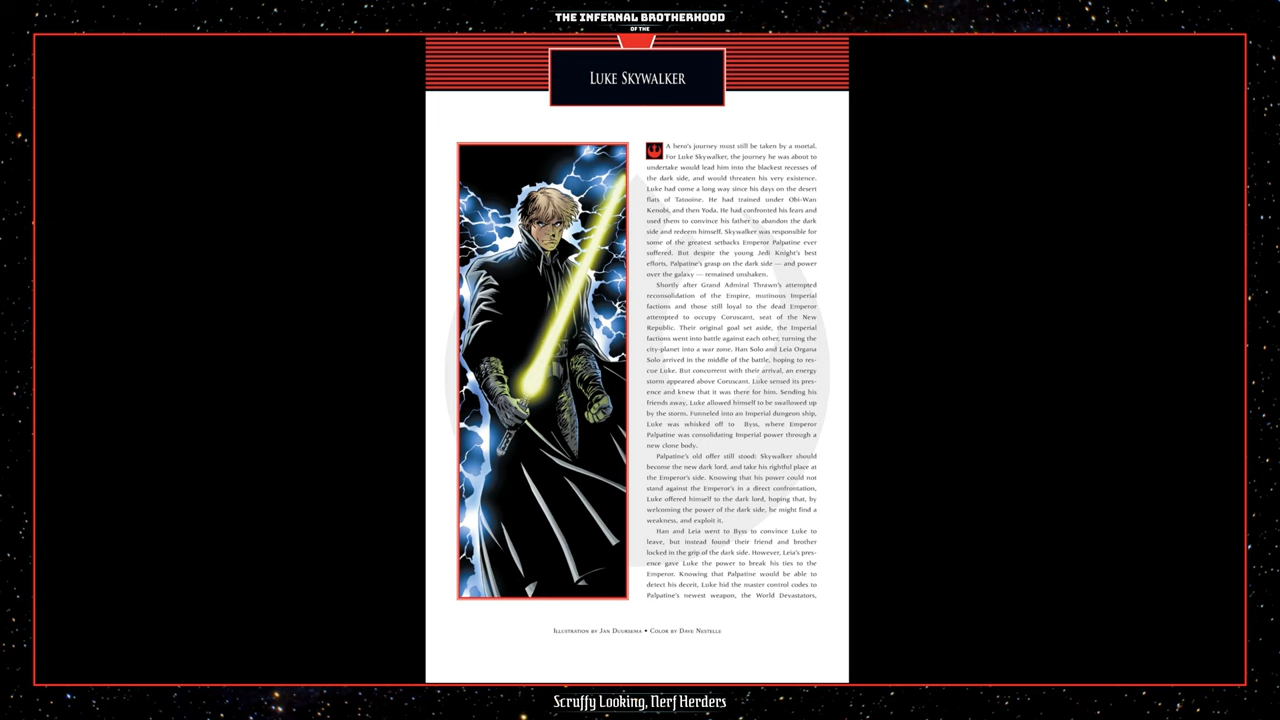 THE INFERNAL BROTHERHOOD
OF THE
LUKE SKYWALKER
A hero's journey must still be taken by a mortal.
For Luke Skywalker, the journey he was about to
undertake would lead him into the blackest recesses of
the dark side, and would threaten his very existence.
Luke had come a long way since his days on the desert
flats of Tatooine. He had trained under Obi-Wan
Kenobi, and then Yoda. He had confronted his fears and
used them to convince his father to abandon the dark
side and redeem himself. Skywalker was responsible for
some of the greatest setbacks Emperor Palpatine ever
suffered. But despite the young Jedi Knight's best
efforts, Palpatine's grasp on the dark side — and power
over the galaxy — remained unshaken.
Shortly after Grand Admiral Thrawn's attempted
reconsolidation of the Empire, mutinous Imperial
factions and those still loyal to the dead Emperor
attempted to occupy Coruscant, seat of the New
Republic. Their original goal set aside, the Imperial
factions went into battle against each other, turning the
city-planet into a war zone. Han Solo and Leia Organa
Solo arrived in the middle of the battle, hoping to res-
cue Luke. But concurrent with their arrival, an energy
storm appeared above Coruscant. Luke sensed its pres-
ence and knew that it was there for him. Sending his
friends away, Luke allowed himself to be swallowed up
by the storm. Funneled into an Imperial dungeon ship,
Luke was whisked off to Byss, where Emperor
Palpatine was consolidating Imperial power through a
new clone body.
Palpatine's old offer still stood: Skywalker should
become the new dark lord, and take his rightful place at
the Emperor's side. Knowing that his power could not
stand against the Emperor's in a direct confrontation,
Luke offered himself to the dark lord, hoping that, by
welcoming the power of the dark side, he might find a
weakness, and exploit it.
Han and Leia went to Byss to convince Luke to
leave, but instead found their friend and brother
locked in the grip of the dark side. However, Leia's pres-
ence gave Luke the power to break his ties to the
Emperor. Knowing that Palpatine would be able to
detect his deceit, Luke hid the master control codes to
Palpatine's newest weapon, the World Devastators,
ILLUSTRATION BY JAN DUURSEMA • COLOR BY DAVE NESTELLE
Scruffy Looking, Nerf Herders